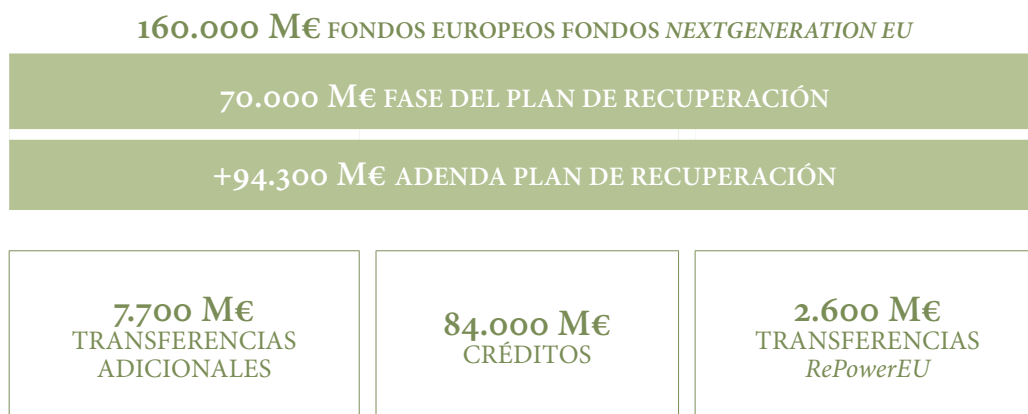 160.000 M€ FONDOS EUROPEOS FONDOS NEXTGENERATION EU
70.000 M€ FASE DEL PLAN DE RECUPERACIÓN
+94.300 M€ ADENDA PLAN DE RECUPERACIÓN
7.700 M€
TRANSFERENCIAS
ADICIONALES
84.000 M€
CRÉDITOS
2.600 M€
TRANSFERENCIAS
RePowerEU